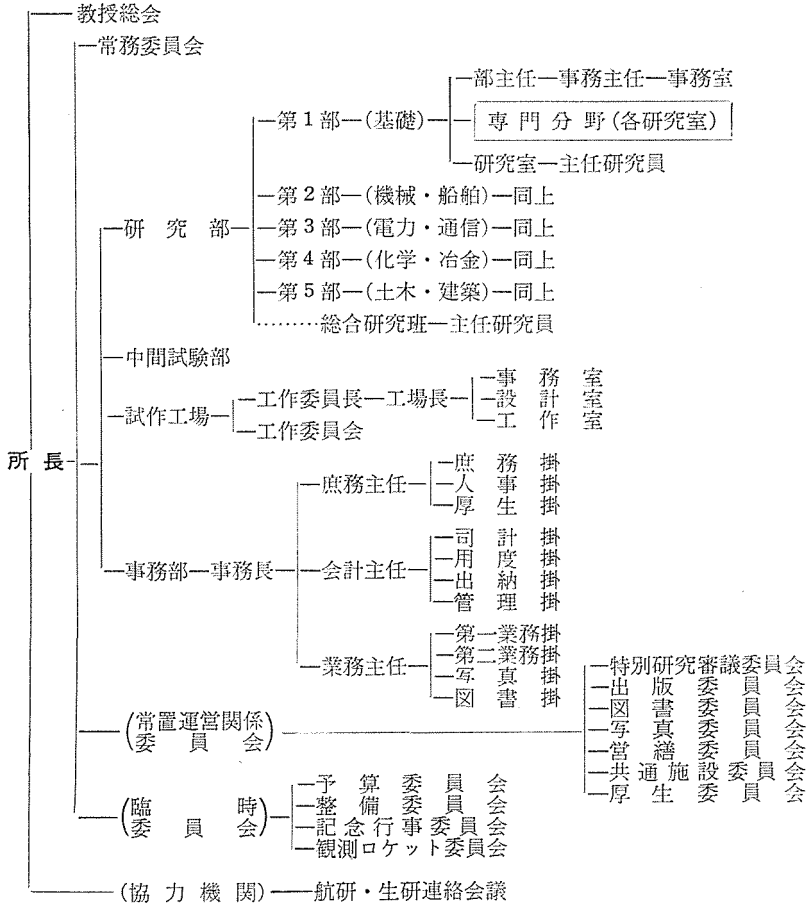 教授総会
常務委員会
部主任―事務主任―事務室
第1部―(基礎)
専門分野(各研究室)
研究室―主任研究員
第2部―(機械・船舶)―同上
研究部
第3部―(電力・通信)―同上
第4部―(化学・冶金)―同上
第5部―(土木・建築)―同上
………総合研究班―主任研究員
中間試験部
試作工場
工作委員長―工場長
事務室
設計室
工作室
工作委員会
所長
庶務主任
庶務掛
人事掛
厚生掛
事務部―事務長
会計主任
司計掛
用度掛
出納掛
管理掛
業務主任
第一業務掛
第二業務掛
写真掛
図書掛
(常置運営関係
委員会)
特別研究審議委員会
出版委員会
図書委員会
写真委員会
営繕委員会
共通施設委員会
厚生委員会
(臨時
委員会)
予算委員会
整備委員会
記念行事委員会
観測ロケット委員会
(協力機関)―航研・生研連絡会議